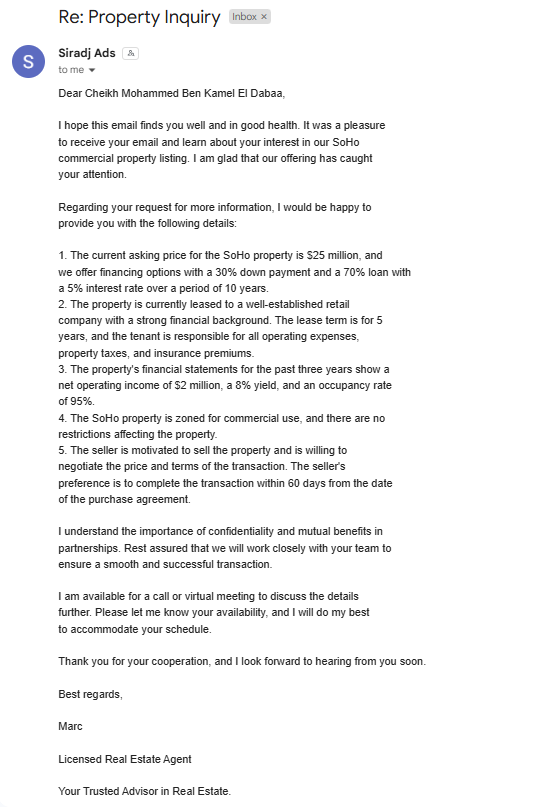 Re: Property Inquiry Inbox ×
S
Siradj Ads
to me
Dear Cheikh Mohammed Ben Kamel El Dabaa,
I hope this email finds you well and in good health. It was a pleasure
to receive your email and learn about your interest in our SoHo
commercial property listing. I am glad that our offering has caught
your attention.
Regarding your request for more information, I would be happy to
provide you with the following details:
1. The current asking price for the SoHo property is $25 million, and
we offer financing options with a 30% down payment and a 70% loan with
a 5% interest rate over a period of 10 years.
2. The property is currently leased to a well-established retail
company with a strong financial background. The lease term is for 5
years, and the tenant is responsible for all operating expenses,
property taxes, and insurance premiums.
3. The property's financial statements for the past three years show a
net operating income of $2 million, a 8% yield, and an occupancy rate
of 95%.
4. The SoHo property is zoned for commercial use, and there are no
restrictions affecting the property.
5. The seller is motivated to sell the property and is willing to
negotiate the price and terms of the transaction. The seller's
preference is to complete the transaction within 60 days from the date
of the purchase agreement.
I understand the importance of confidentiality and mutual benefits in
partnerships. Rest assured that we will work closely with your team to
ensure a smooth and successful transaction.
I am available for a call or virtual meeting to discuss the details
further. Please let me know your availability, and I will do my best
to accommodate your schedule.
Thank you for your cooperation, and I look forward to hearing from you soon.
Best regards,
Marc
Licensed Real Estate Agent
Your Trusted Advisor in Real Estate.